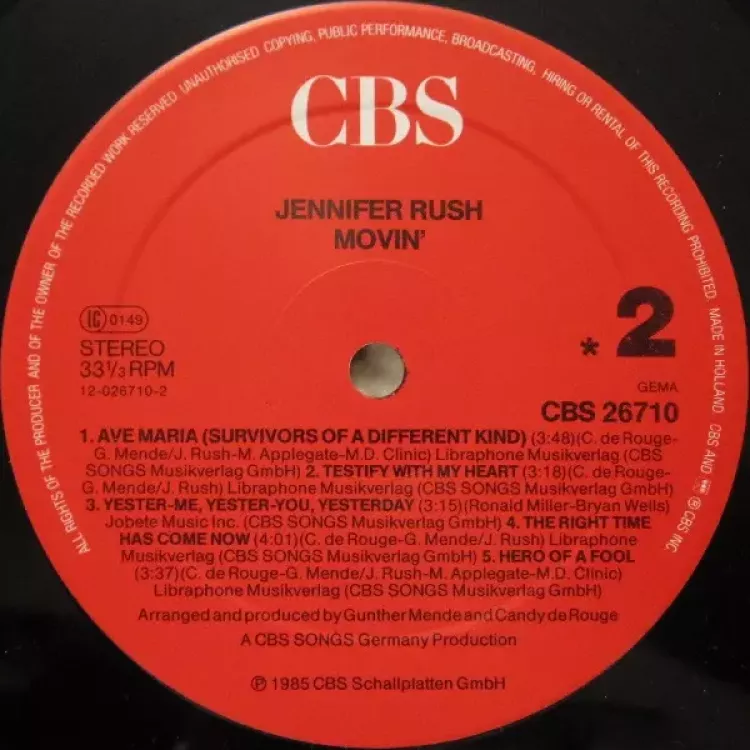 ALL RIGHTS OF THE PRODUCER AND OF THE OWNER OF THE RECORDED WORK RESERVED. UNAUTHORISED COPYING, PUBLIC PERFORMANCE, BROADCASTING, HIRING OR RENTAL OF THIS RECORDING PROHIBITED. MADE IN HOLLAND. CBS AND ℗ CBS INC
CBS
JENNIFER RUSH
MOVIN'
LC 0149
STEREO
33⅓ RPM
12-026710-2
* 2
GEMA
CBS 26710
1. AVE MARIA (SURVIVORS OF A DIFFERENT KIND) (3:48)(C. de Rouge-
G. Mende/J. Rush-M. Applegate-M.D. Clinic) Libraphone Musikverlag (CBS
SONGS Musikverlag GmbH) 2. TESTIFY WITH MY HEART (3:18)(C. de Rouge-
G. Mende/J. Rush) Libraphone Musikverlag (CBS SONGS Musikverlag GmbH)
3. YESTER-ME, YESTER-YOU, YESTERDAY (3:15)(Ronald Miller-Bryan Wells)
Jobete Music Inc. (CBS SONGS Musikverlag GmbH) 4. THE RIGHT TIME
HAS COME NOW (4:01)(C. de Rouge-G. Mende/J. Rush) Libraphone
Musikverlag (CBS SONGS Musikverlag GmbH) 5. HERO OF A FOOL
(3:37)(C. de Rouge-G. Mende/J. Rush-M. Applegate-M.D. Clinic)
Libraphone Musikverlag (CBS SONGS Musikverlag GmbH)
Arranged and produced by Gunther Mende and Candy de Rouge
A CBS SONGS Germany Production
℗ 1985 CBS Schallplatten GmbH